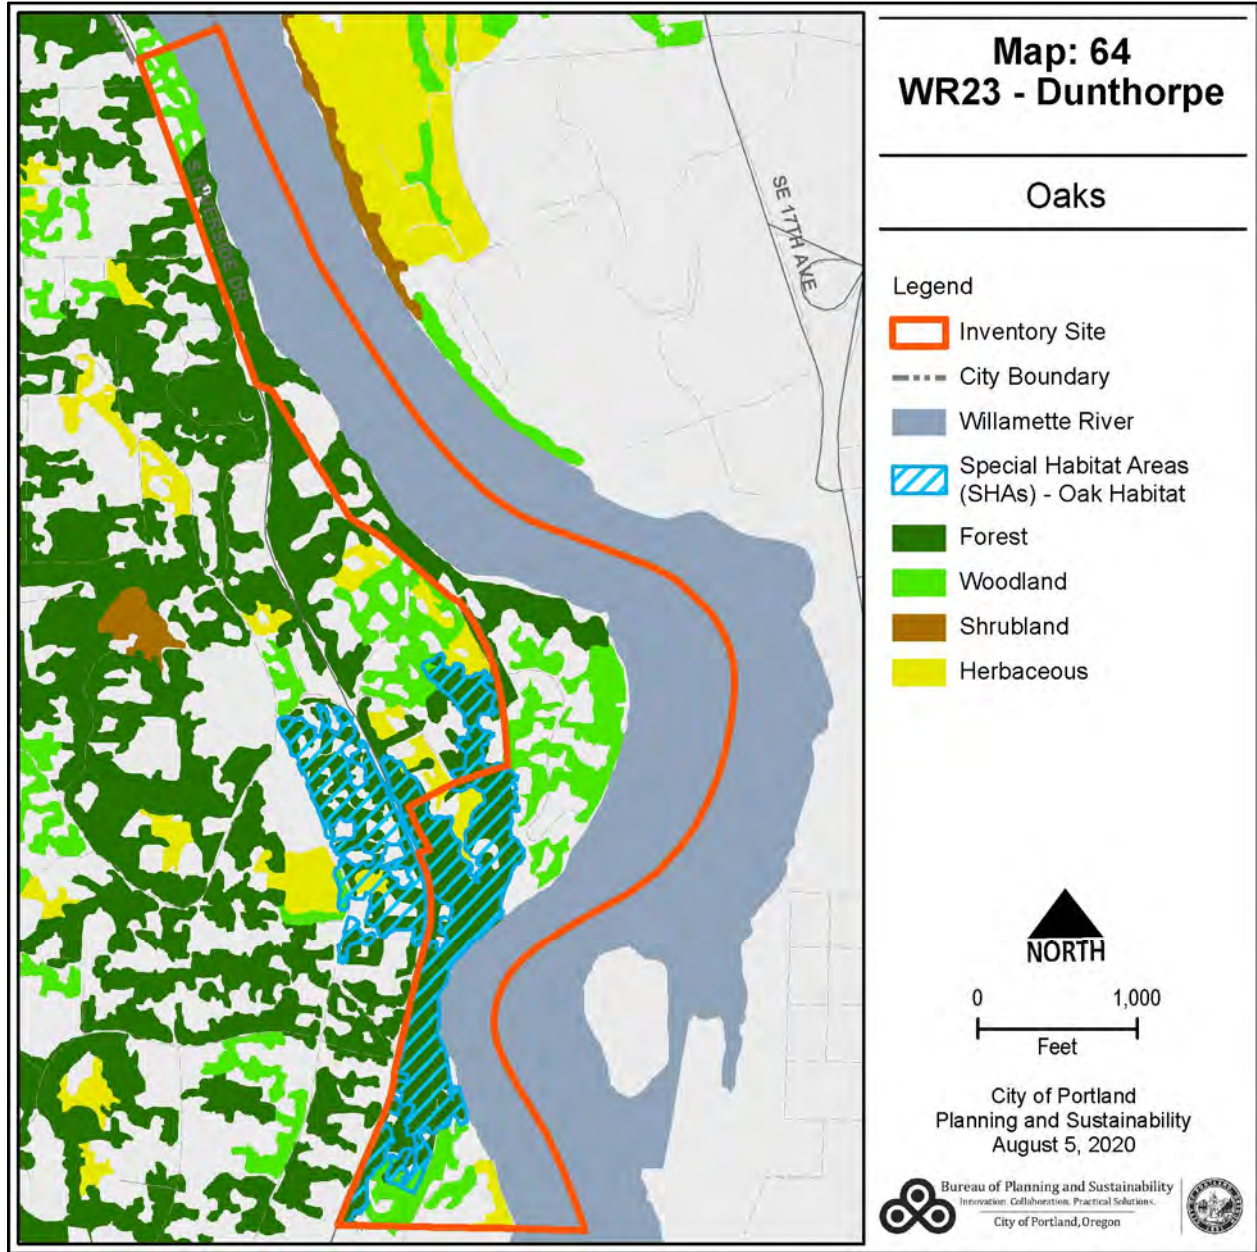 Map: 64
WR23 - Dunthorpe
Oaks
Legend
Inventory Site
City Boundary
Willamette River
Special Habitat Areas
(SHAs) - Oak Habitat
Forest
Woodland
Shrubland
Herbaceous
SE 17TH AVE
S RIVERSIDE DR
NORTH
0 1,000
Feet
City of Portland
Planning and Sustainability
August 5, 2020
Bureau of Planning and Sustainability
Innovation. Collaboration. Practical Solutions.
City of Portland, Oregon